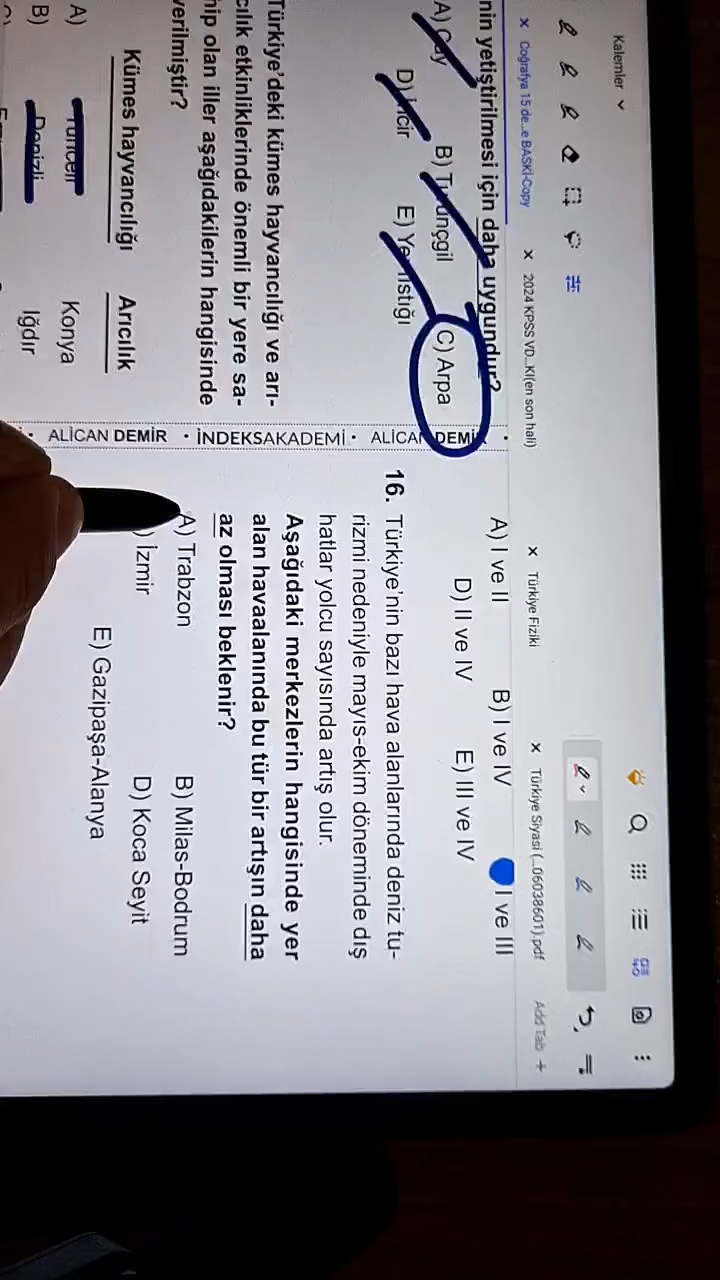 Kalemler
× Coğrafya 15 de...e BASKI-Copy
× 2024 KPSS VD...Kİ(en son hali)
× Türkiye Fiziki
× Türkiye Siyasi (...06038601).pdf
Add Tab +
nin yetiştirilmesi için daha uygundur?
A) Çay
B) Turunçgil
C) Arpa
D) İncir
E) Yer fıstığı
Türkiye'deki kümes hayvancılığı ve arı-
cılık etkinliklerinde önemli bir yere sa-
hip olan iller aşağıdakilerin hangisinde
verilmiştir?
Kümes hayvancılığı Arıcılık
A) Tunceli Konya
B) Denizli Iğdır
ALİCAN DEMİR • İNDEKSAKADEMİ • ALİCAN DEMİR •
A) I ve II
B) I ve IV
I ve III
D) II ve IV
E) III ve IV
16. Türkiye'nin bazı hava alanlarında deniz tu-
rizmi nedeniyle mayıs-ekim döneminde dış
hatlar yolcu sayısında artış olur.
Aşağıdaki merkezlerin hangisinde yer
alan havaalanında bu tür bir artışın daha
az olması beklenir?
A) Trabzon
B) Milas-Bodrum
) İzmir
D) Koca Seyit
E) Gazipaşa-Alanya